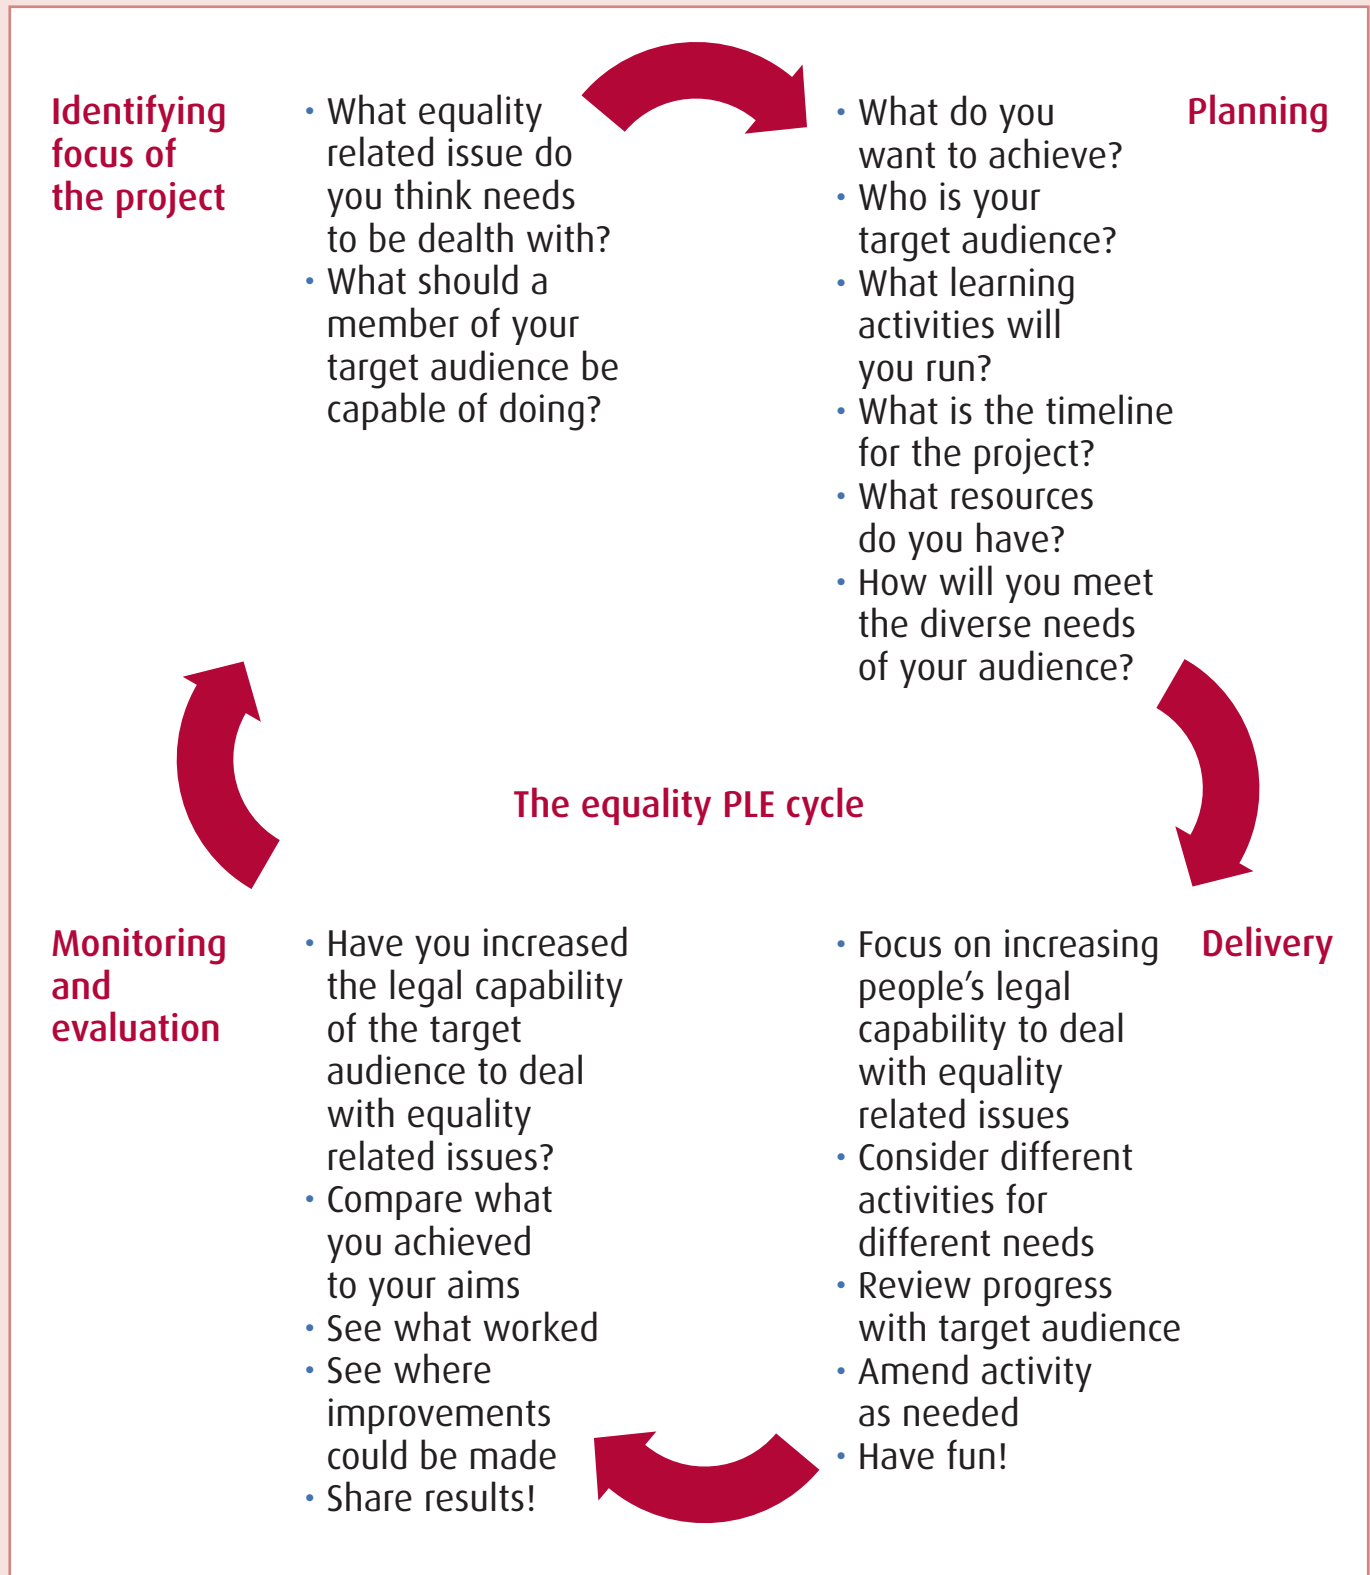 Identifying
focus of
the project
• What equality
related issue do
you think needs
to be dealth with?
• What should a
member of your
target audience be
capable of doing?
Planning
• What do you
want to achieve?
• Who is your
target audience?
• What learning
activities will
you run?
• What is the timeline
for the project?
• What resources
do you have?
• How will you meet
the diverse needs
of your audience?
The equality PLE cycle
Delivery
• Focus on increasing
people’s legal
capability to deal
with equality
related issues
• Consider different
activities for
different needs
• Review progress
with target audience
• Amend activity
as needed
• Have fun!
Monitoring
and
evaluation
• Have you increased
the legal capability
of the target
audience to deal
with equality
related issues?
• Compare what
you achieved
to your aims
• See what worked
• See where
improvements
could be made
• Share results!